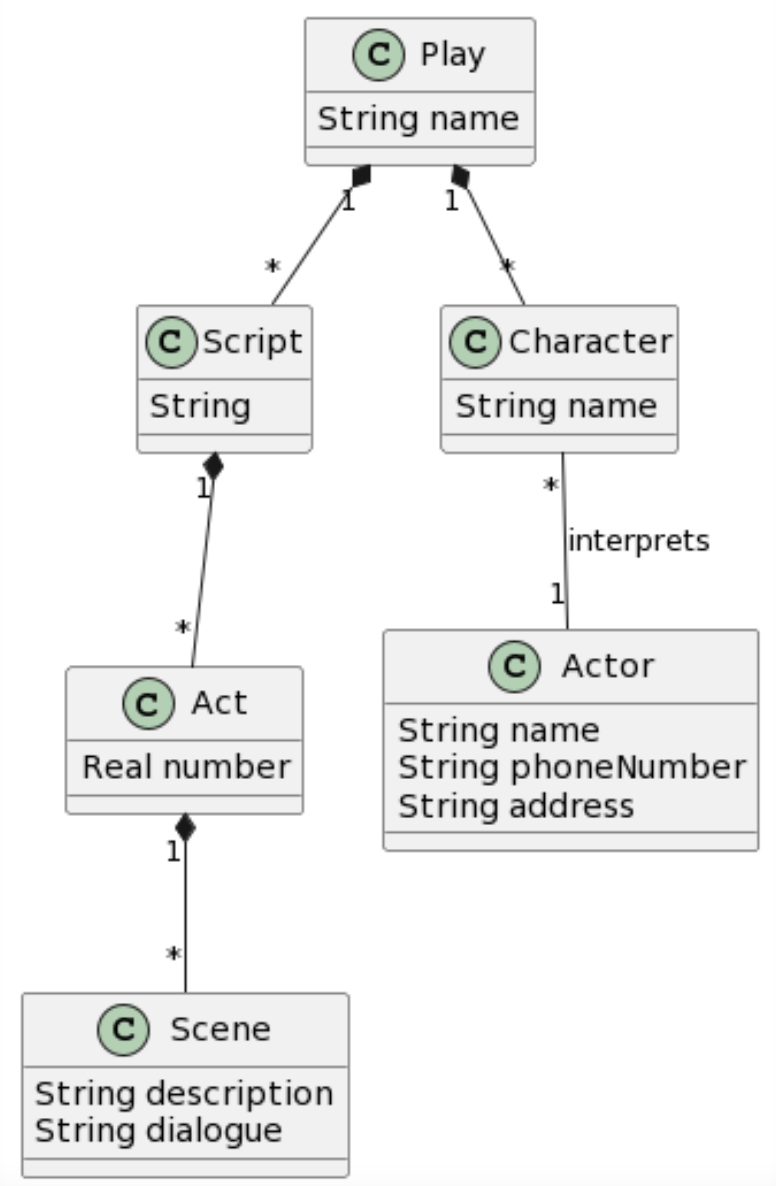 C Play
String name
1 1
* *
C Script
String
C Character
String name
1
*
*
interprets
1
C Act
Real number
C Actor
String name
String phoneNumber
String address
1
*
C Scene
String description
String dialogue